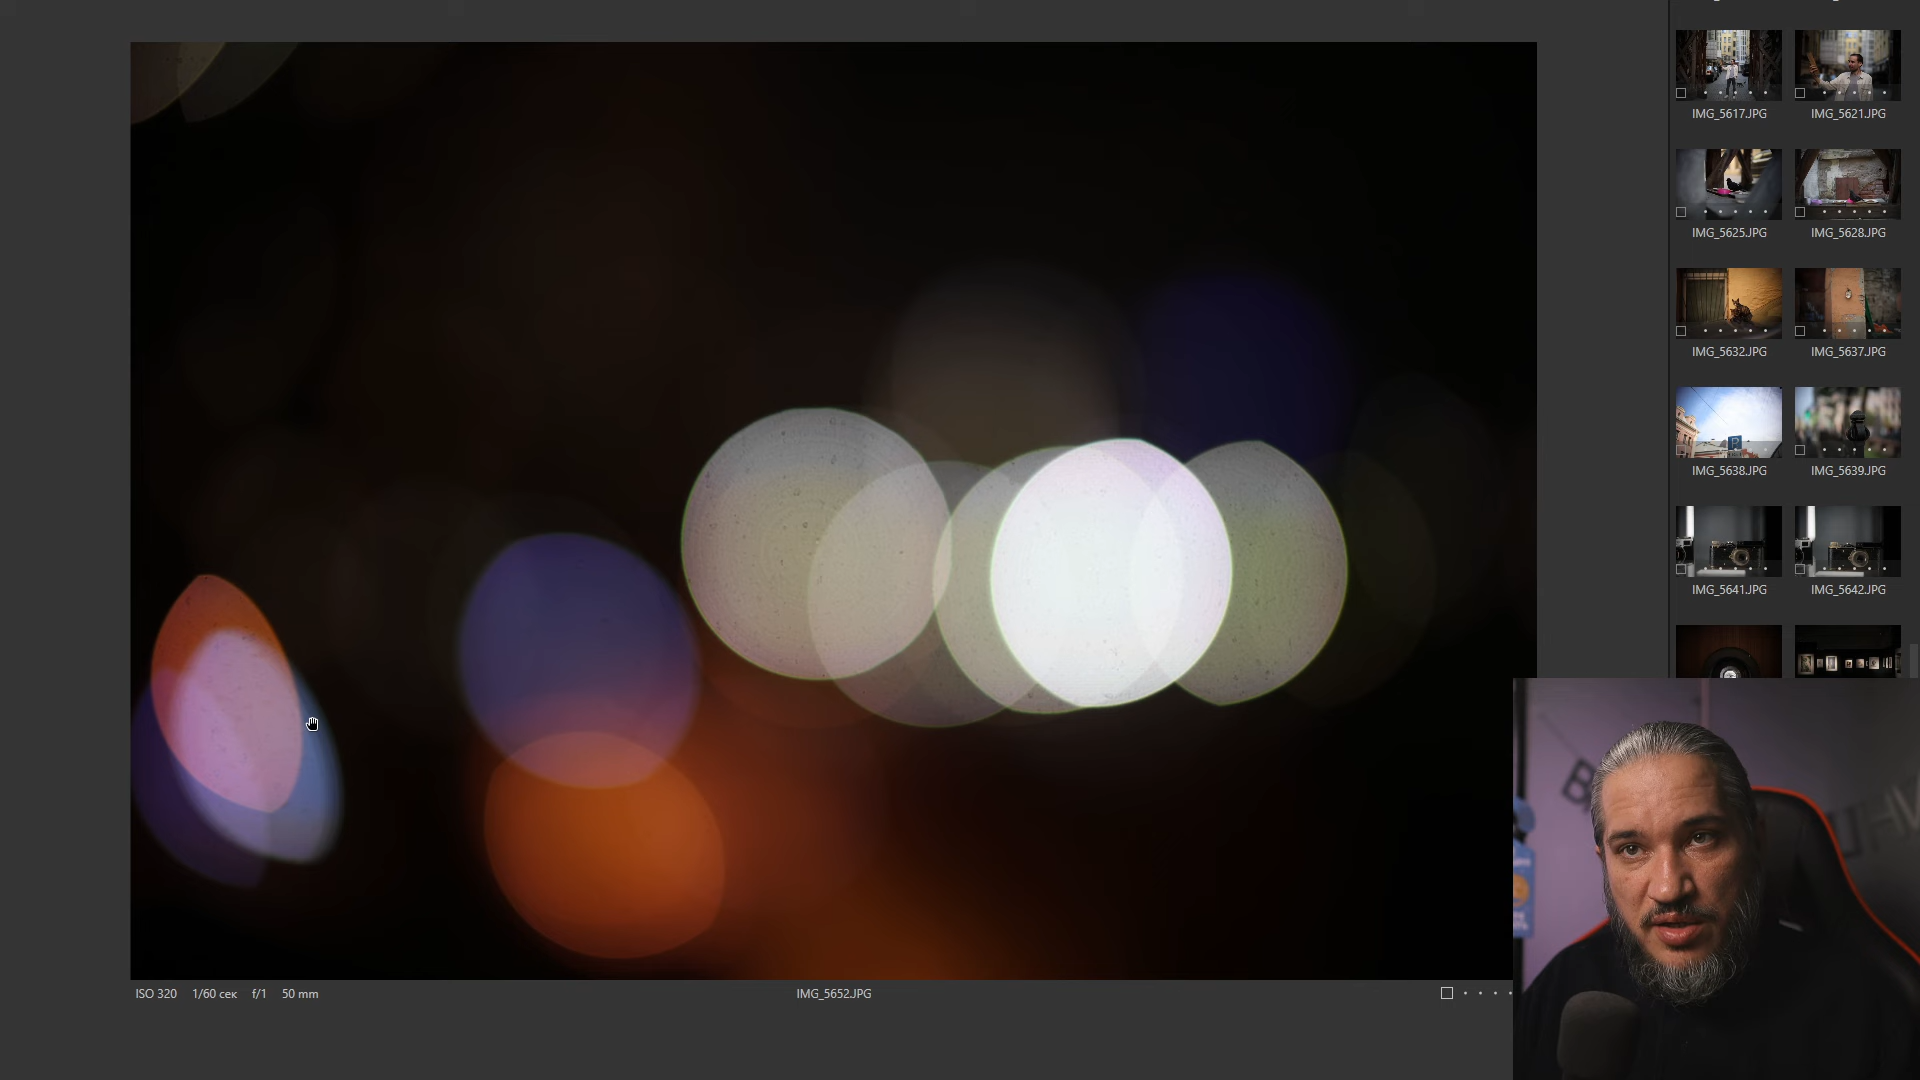 IMG_5617.JPG
IMG_5621.JPG
IMG_5625.JPG
IMG_5628.JPG
IMG_5632.JPG
IMG_5637.JPG
P
IMG_5638.JPG
IMG_5639.JPG
IMG_5641.JPG
IMG_5642.JPG
ISO 320 1/60 сек f/1 50 mm
IMG_5652.JPG